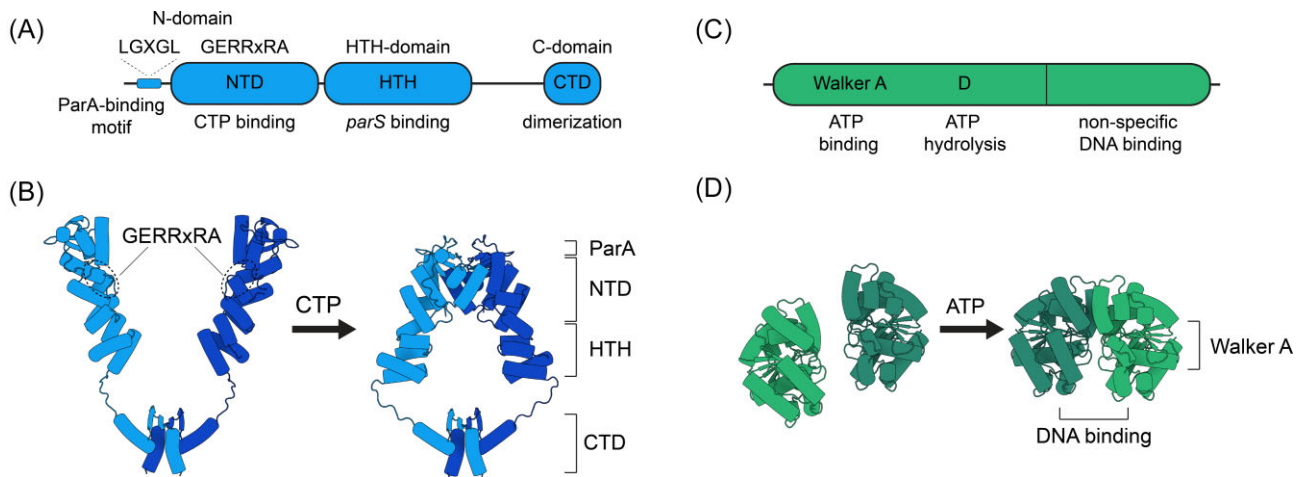 (A)
N-domain
LGXGL GERRxRA HTH-domain C-domain
NTD HTH CTD
ParA-binding
motif
CTP binding parS binding dimerization
(B)
GERRxRA
CTP
ParA
NTD
HTH
CTD
(C)
Walker A D
ATP
binding
ATP
hydrolysis
non-specific
DNA binding
(D)
ATP
Walker A
DNA binding